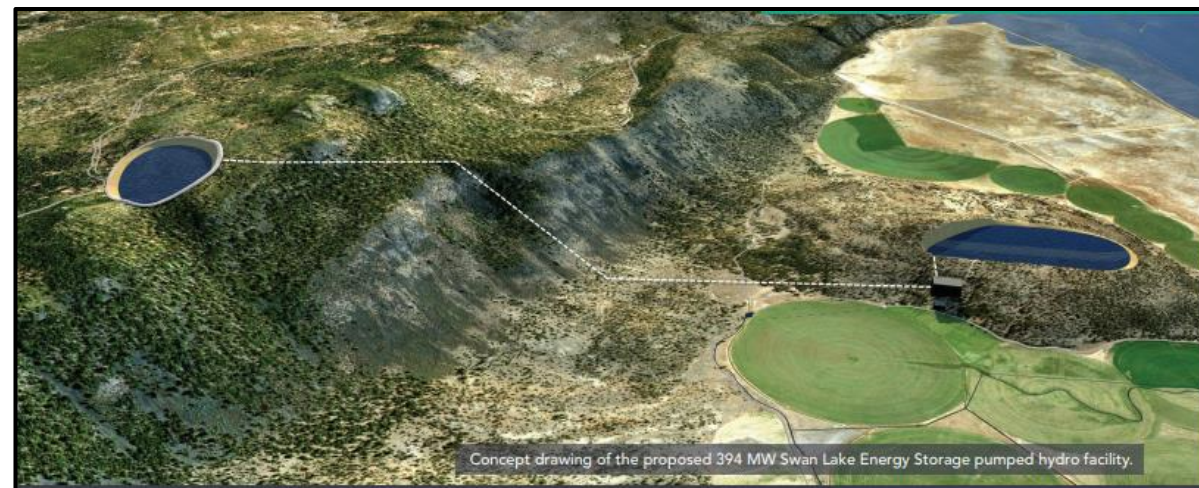 Concept drawing of the proposed 394 MW Swan Lake Energy Storage pumped hydro facility.